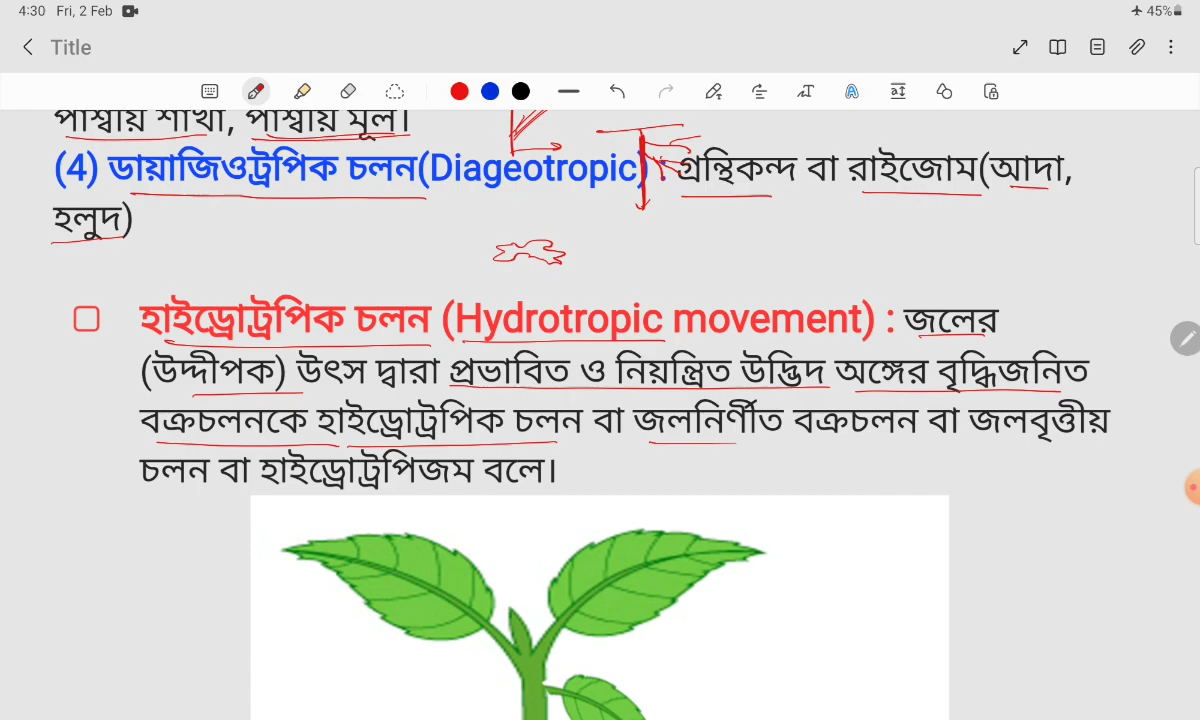 4:30 Fri, 2 Feb 45%
Title
পার্শ্বীয় শাখা, পার্শ্বীয় মূল।
(4) ডায়াজিওট্রপিক চলন(Diageotropic) : গ্রন্থিকন্দ বা রাইজোম(আদা,
হলুদ)
হাইড্রোট্রপিক চলন (Hydrotropic movement) : জলের
(উদ্দীপক) উৎস দ্বারা প্রভাবিত ও নিয়ন্ত্রিত উদ্ভিদ অঙ্গের বৃদ্ধিজনিত
বক্রচলনকে হাইড্রোট্রপিক চলন বা জলনির্ণীত বক্রচলন বা জলবৃত্তীয়
চলন বা হাইড্রোট্রপিজম বলে।